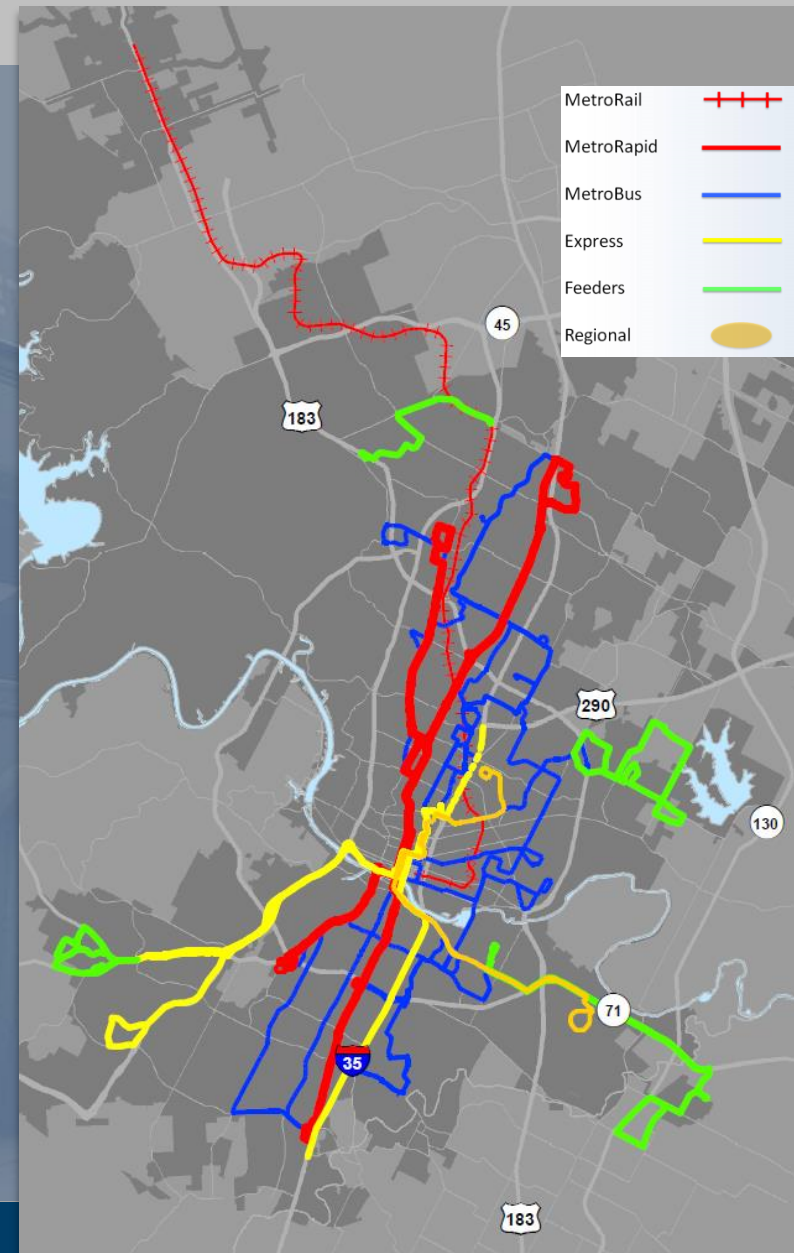 MetroRail
MetroRapid
MetroBus
Express
Feeders
Regional
45
183
290
130
71
35
183